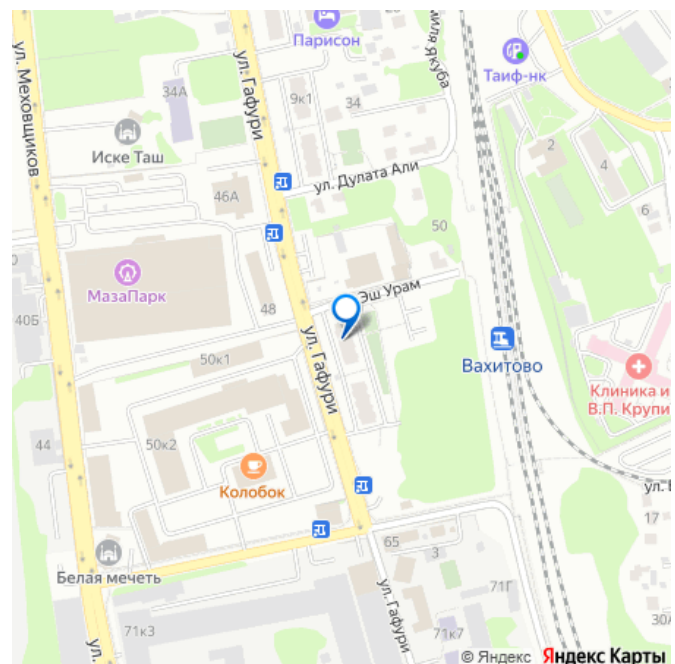 Парисон
ул. Меховщиков
ул. Гафури
Таиф-нк
34А
9к1
34
Иске Таш
2
4
ул. Дулата Али
46А
6
50
МазаПарк
Эш Урам
40Б
48
ул. Гафури
Вахитово
50к1
Клиника и
В.П. Крупи
44
50к2
Колобок
17
65
3
Белая мечеть
71Г
ул. Гафури
30А
71к3
71к7
ул.
© Яндекс Яндекс Карты